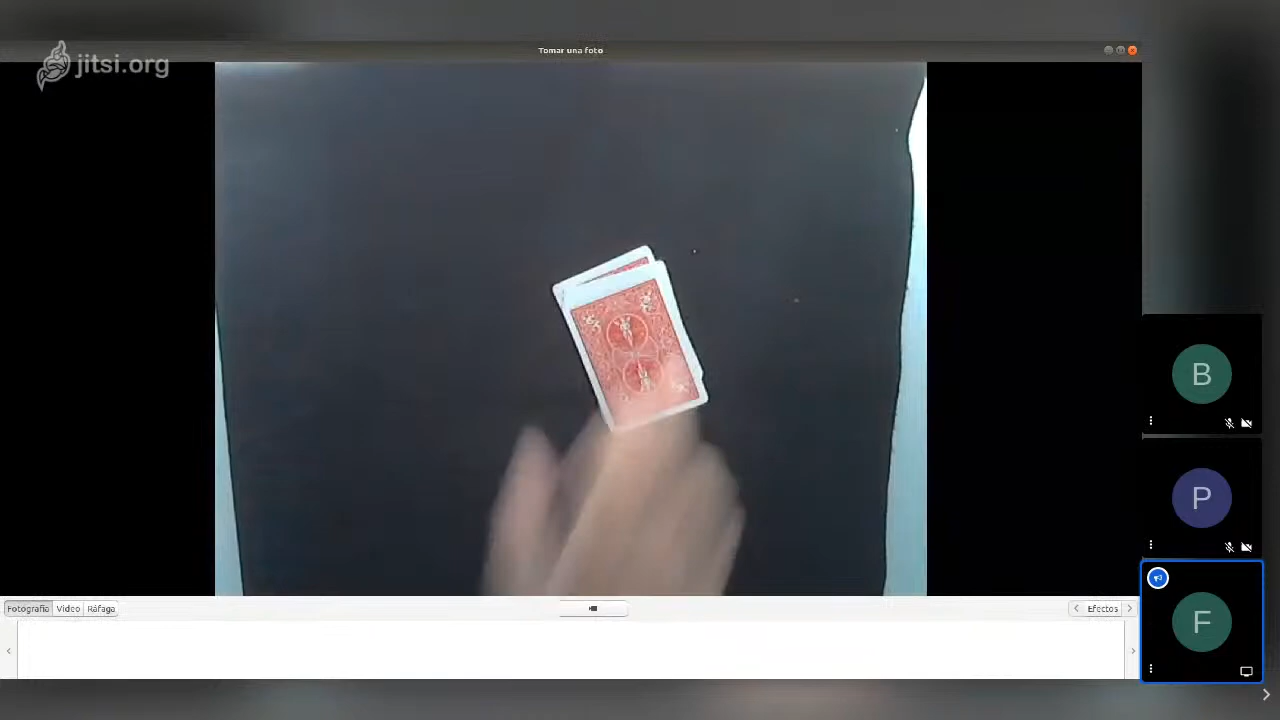 jitsi.org
Tomar una foto
B
P
F
Fotografía Vídeo Ráfaga
Efectos